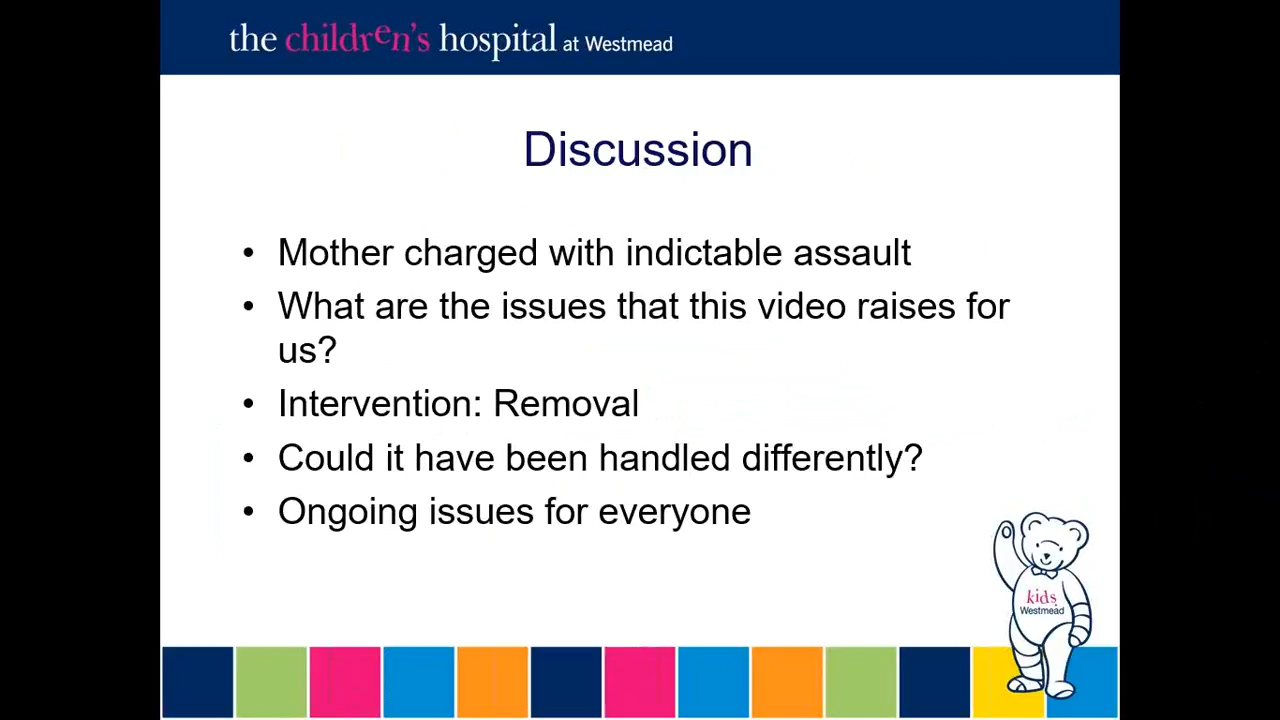 the children's hospital at Westmead
Discussion
• Mother charged with indictable assault
• What are the issues that this video raises for
us?
• Intervention: Removal
• Could it have been handled differently?
• Ongoing issues for everyone
kids
Westmead